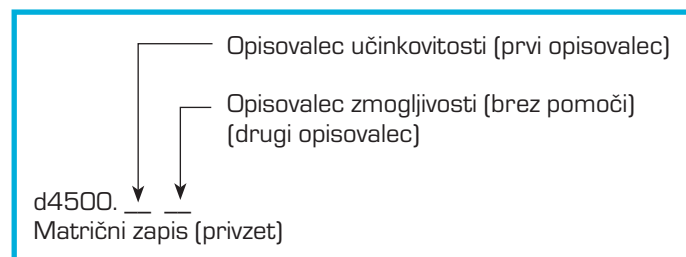 Opisovalec učinkovitosti (prvi opisovalec)
Opisovalec zmogljivosti (brez pomoči)
(drugi opisovalec)
d4500. __ __
Matrični zapis (privzet)